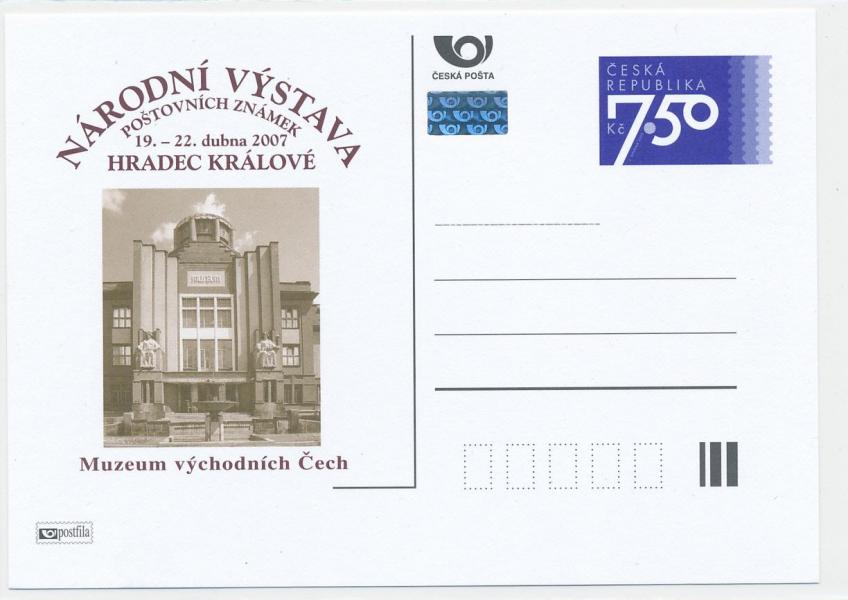 NÁRODNÍ VÝSTAVA
POŠTOVNÍCH ZNÁMEK
19. – 22. dubna 2007
HRADEC KRÁLOVÉ
MUSEUM
Muzeum východních Čech
postfila
ČESKÁ POŠTA
ČESKÁ
REPUBLIKA
Kč 7.50